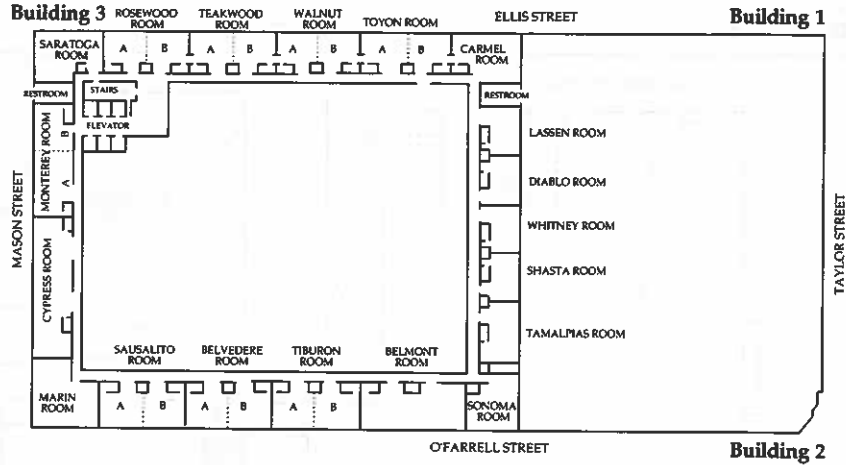 Building 3
ROSEWOOD
ROOM
TEAKWOOD
ROOM
WALNUT
ROOM
TOYON ROOM
ELLIS STREET
Building 1
SARATOGA
ROOM
A B
A B
A B
A B
CARMEL
ROOM
RESTROOM
STAIRS
RESTROOM
ELEVATOR
MONTEREY ROOM
B
A
LASSEN ROOM
DIABLO ROOM
WHITNEY ROOM
SHASTA ROOM
TAMALPIAS ROOM
MASON STREET
TAYLOR STREET
CYPRESS ROOM
SAUSALITO
ROOM
BELVEDERE
ROOM
TIBURON
ROOM
BELMONT
ROOM
MARIN
ROOM
A B
A B
A B
SONOMA
ROOM
O'FARRELL STREET
Building 2